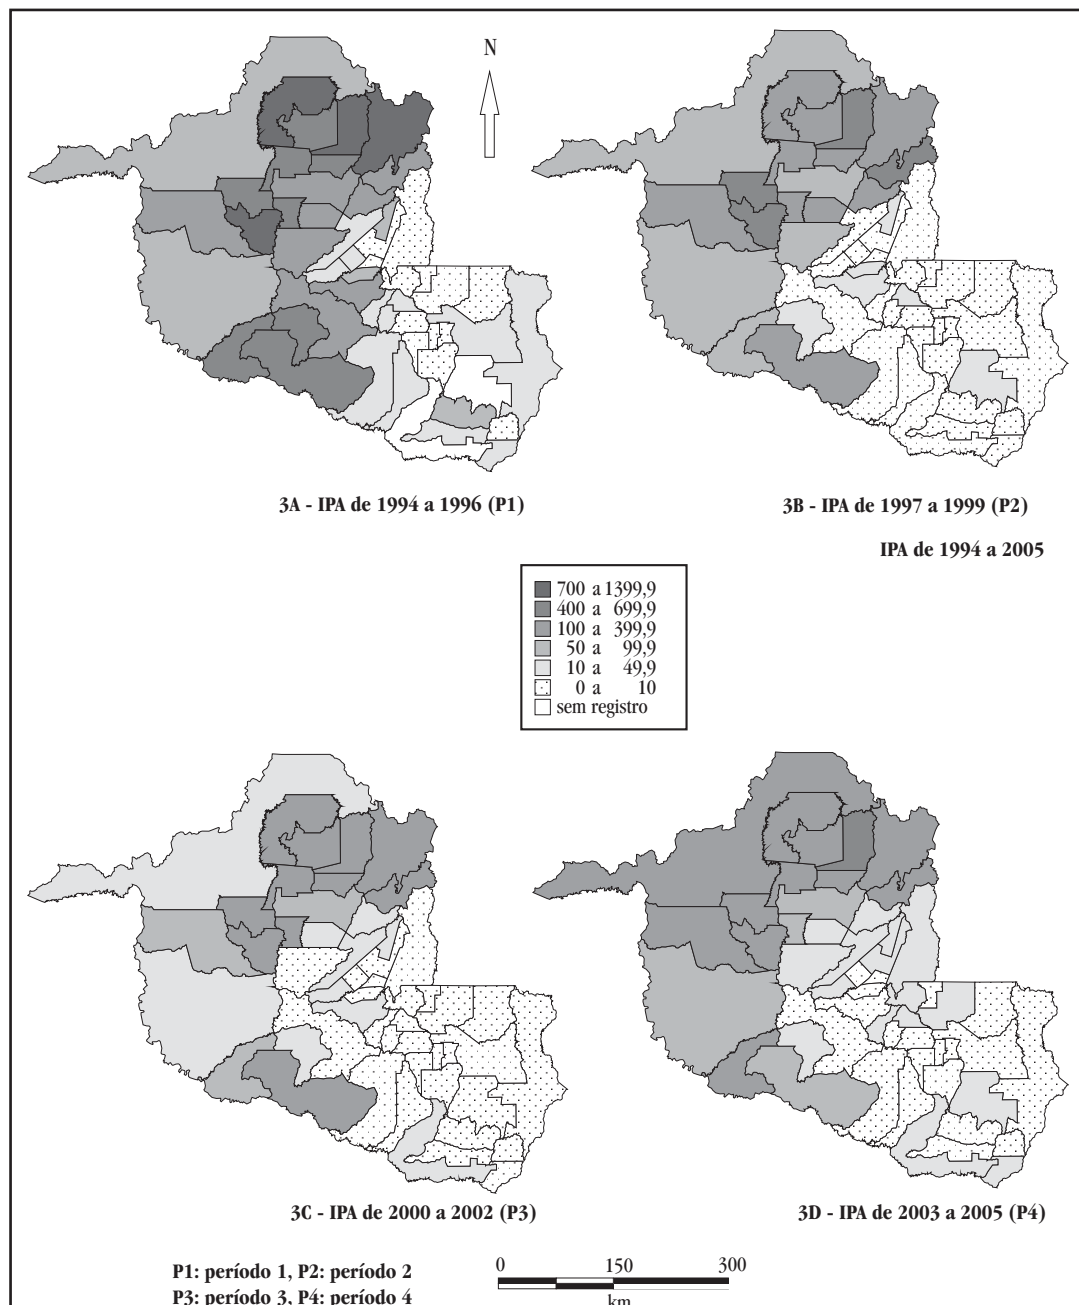 N
3A - IPA de 1994 a 1996 (P1)
3B - IPA de 1997 a 1999 (P2)
IPA de 1994 a 2005
700 a 1399,9
400 a 699,9
100 a 399,9
50 a 99,9
10 a 49,9
0 a 10
sem registro
3C - IPA de 2000 a 2002 (P3)
3D - IPA de 2003 a 2005 (P4)
P1: período 1, P2: período 2
P3: período 3, P4: período 4
0 150 300
km